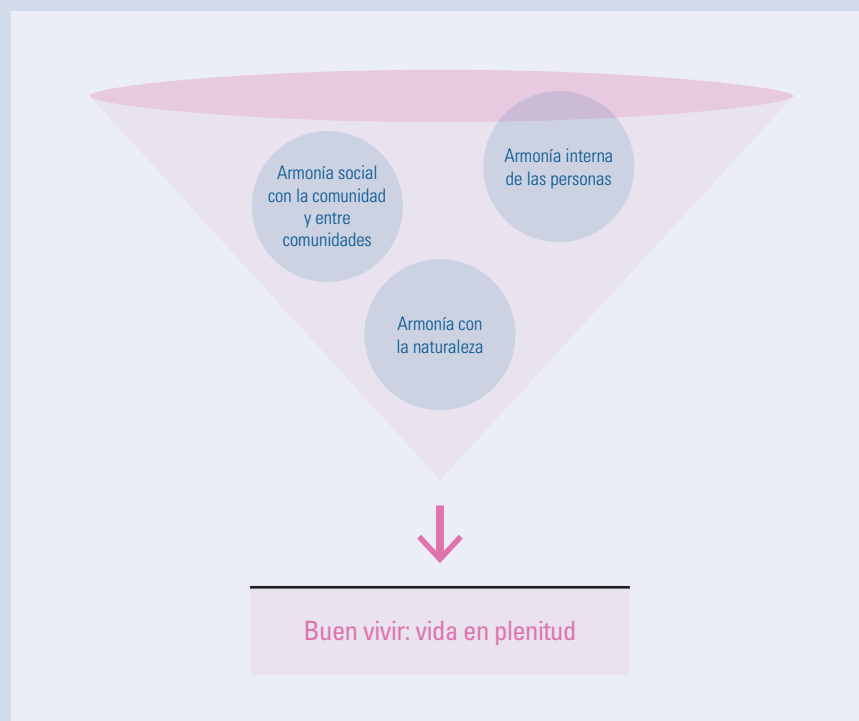 Armonía social
con la comunidad
y entre
comunidades
Armonía interna
de las personas
Armonía con
la naturaleza
Buen vivir: vida en plenitud